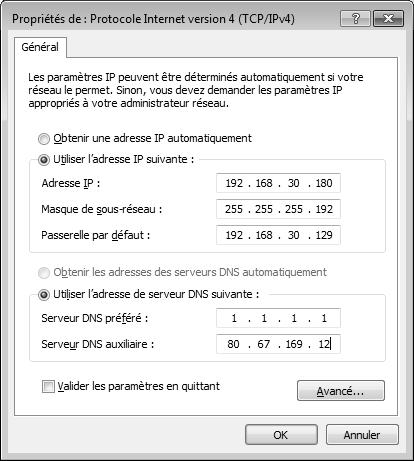 Propriétés de : Protocole Internet version 4 (TCP/IPv4)
Général
Les paramètres IP peuvent être déterminés automatiquement si votre
réseau le permet. Sinon, vous devez demander les paramètres IP
appropriés à votre administrateur réseau.
Obtenir une adresse IP automatiquement
Utiliser l'adresse IP suivante :
Adresse IP : 192 . 168 . 30 . 180
Masque de sous-réseau : 255 . 255 . 255 . 192
Passerelle par défaut : 192 . 168 . 30 . 129
Obtenir les adresses des serveurs DNS automatiquement
Utiliser l'adresse de serveur DNS suivante :
Serveur DNS préféré : 1 . 1 . 1 . 1
Serveur DNS auxiliaire : 80 . 67 . 169 . 12
Valider les paramètres en quittant
Avancé...
OK Annuler